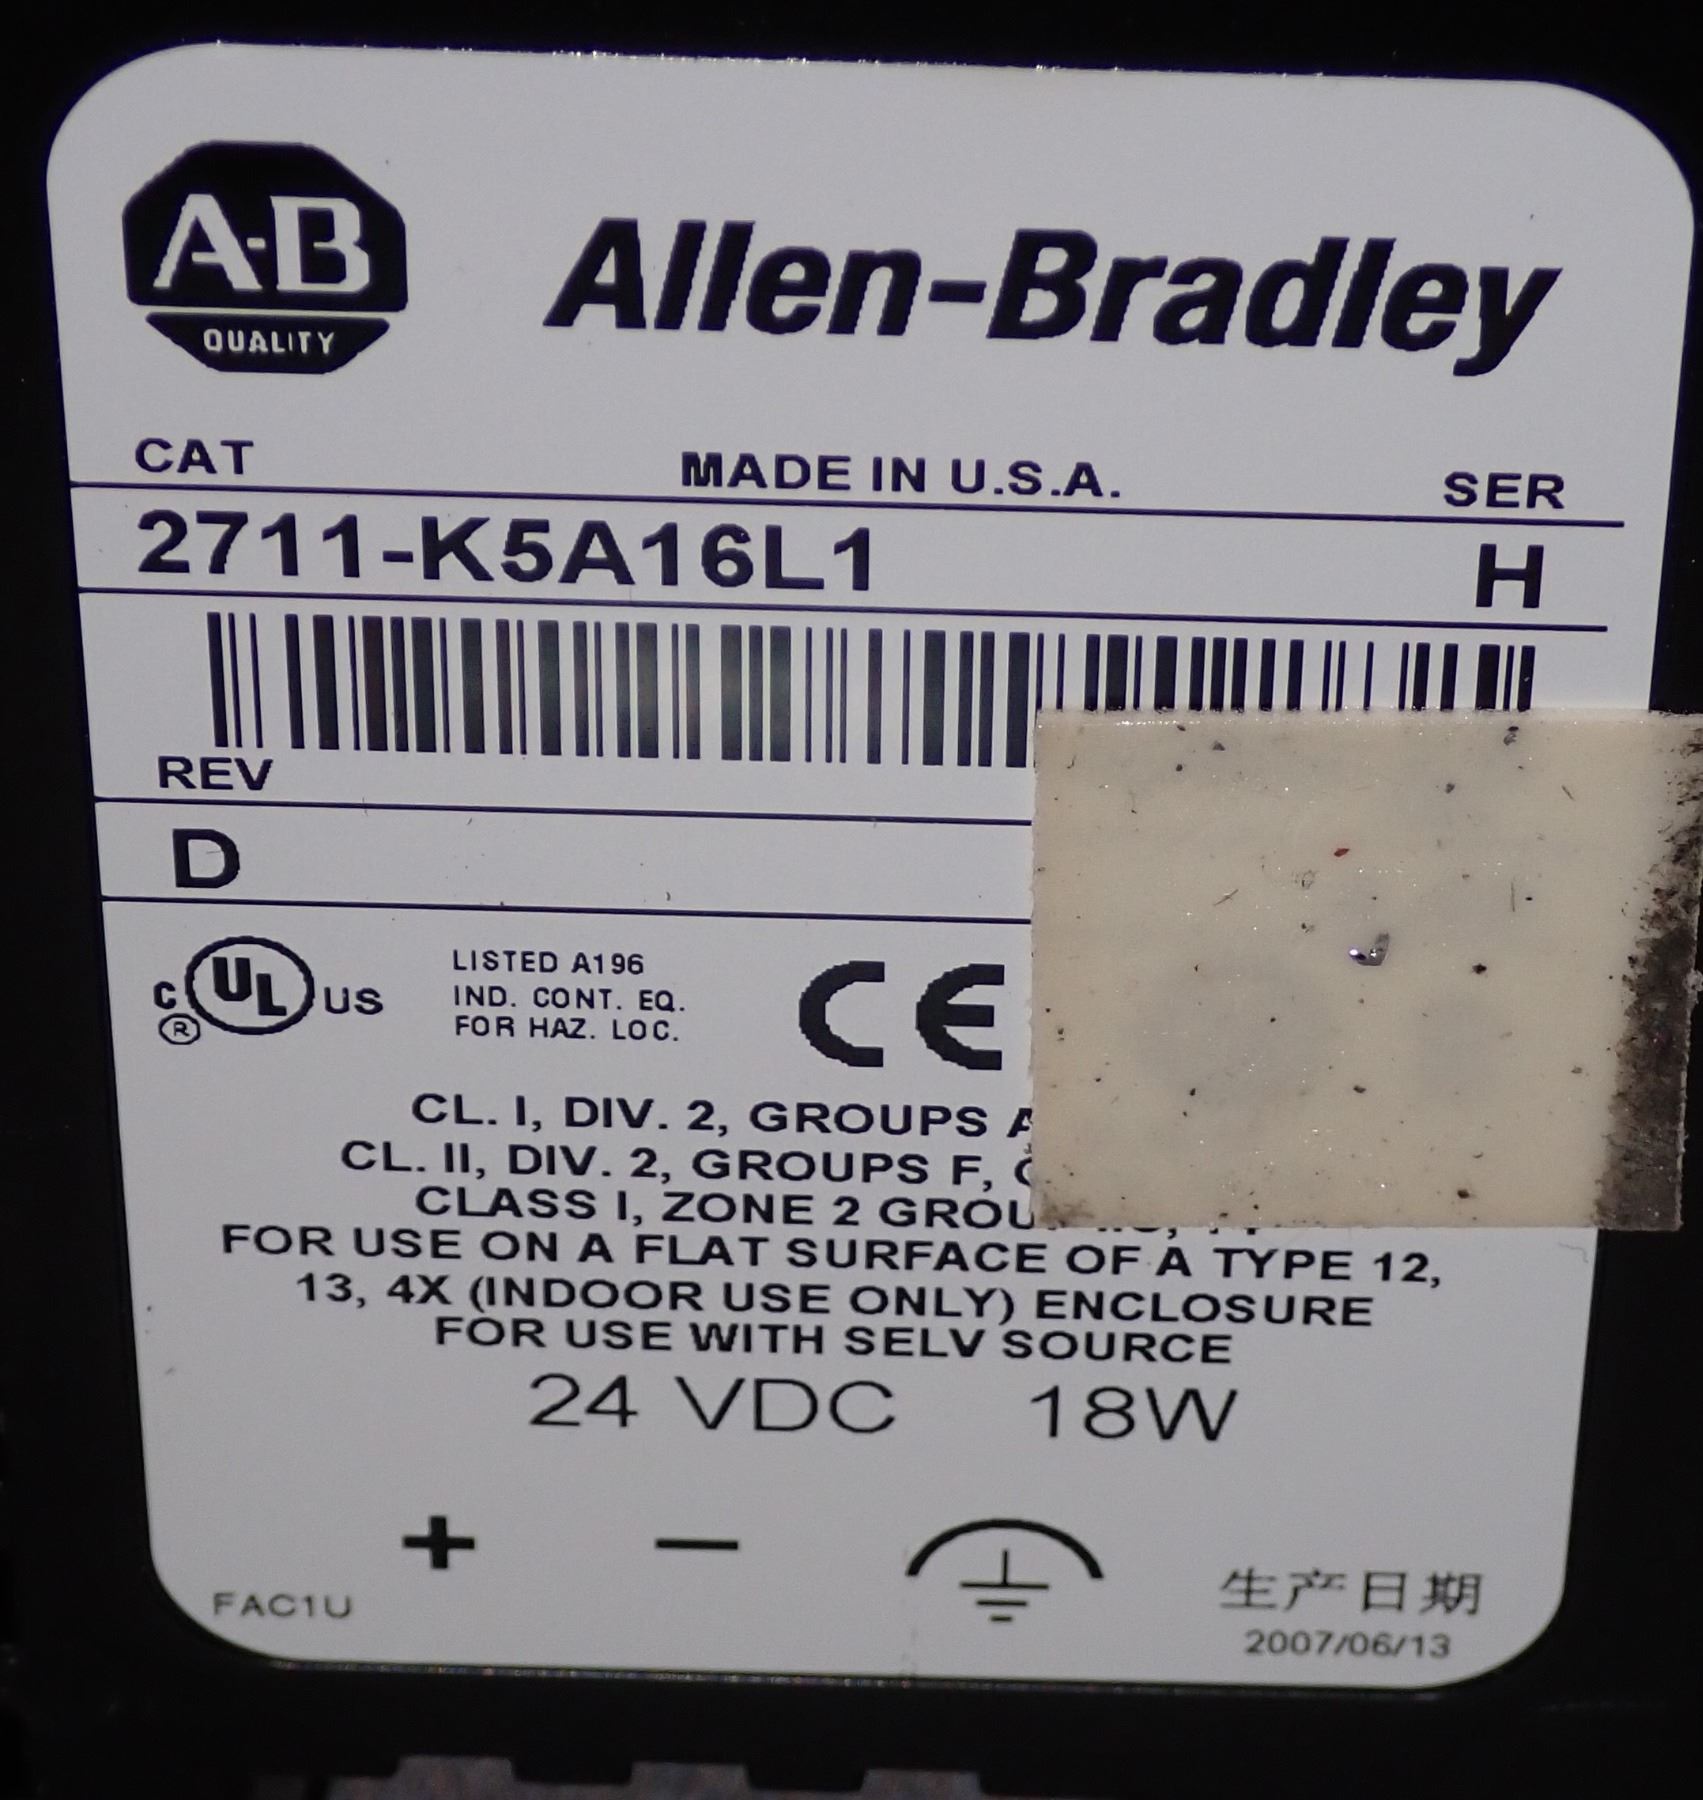 A-B
QUALITY
Allen-Bradley
CAT MADE IN U.S.A. SER
2711-K5A16L1 H
REV
D
C UL US
®
LISTED A196
IND. CONT. EQ.
FOR HAZ. LOC.
CE
CL. I, DIV. 2, GROUPS
CL. II, DIV. 2, GROUPS F,
CLASS I, ZONE 2
FOR USE ON A FLAT SURFACE OF A TYPE 12,
13, 4X (INDOOR USE ONLY) ENCLOSURE
FOR USE WITH SELV SOURCE
24 VDC 18W
+ −
FAC1U
生产日期
2007/06/13